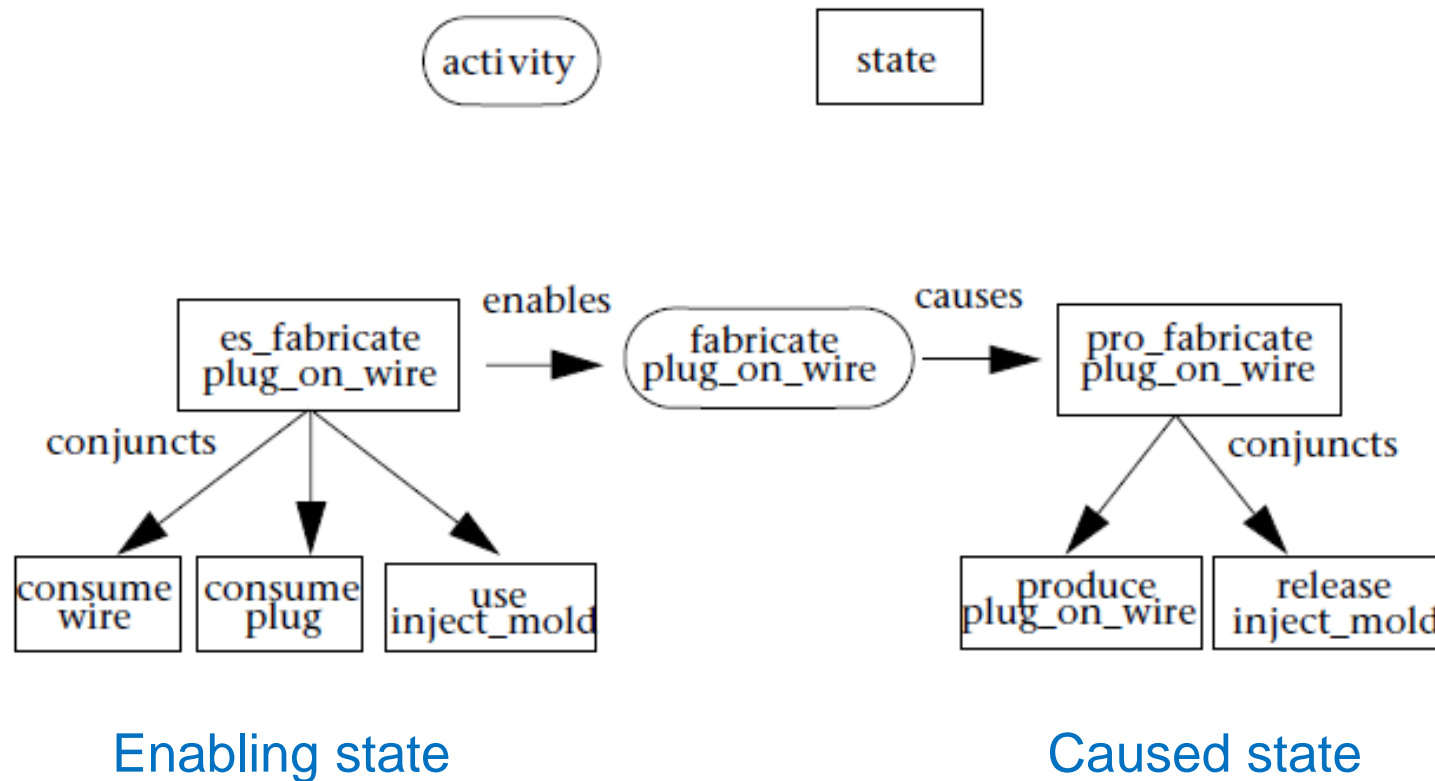 activity
state
enables
causes
es_fabricate
plug_on_wire
fabricate
plug_on_wire
pro_fabricate
plug_on_wire
conjuncts
conjuncts
consume
wire
consume
plug
use
inject_mold
produce
plug_on_wire
release
inject_mold
Enabling state
Caused state